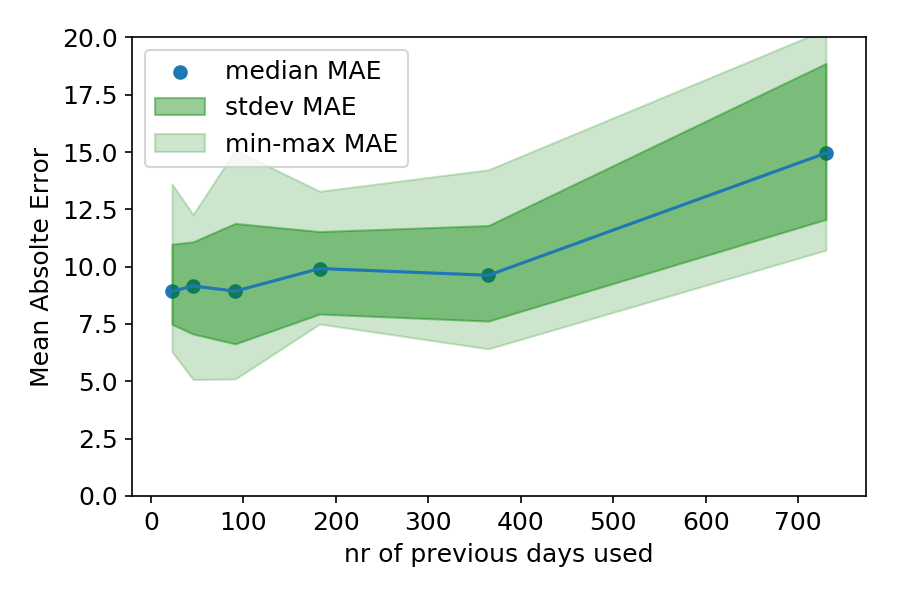 20.0
17.5
15.0
12.5
10.0
7.5
5.0
2.5
0.0
Mean Absolte Error
median MAE
stdev MAE
min-max MAE
0 100 200 300 400 500 600 700
nr of previous days used